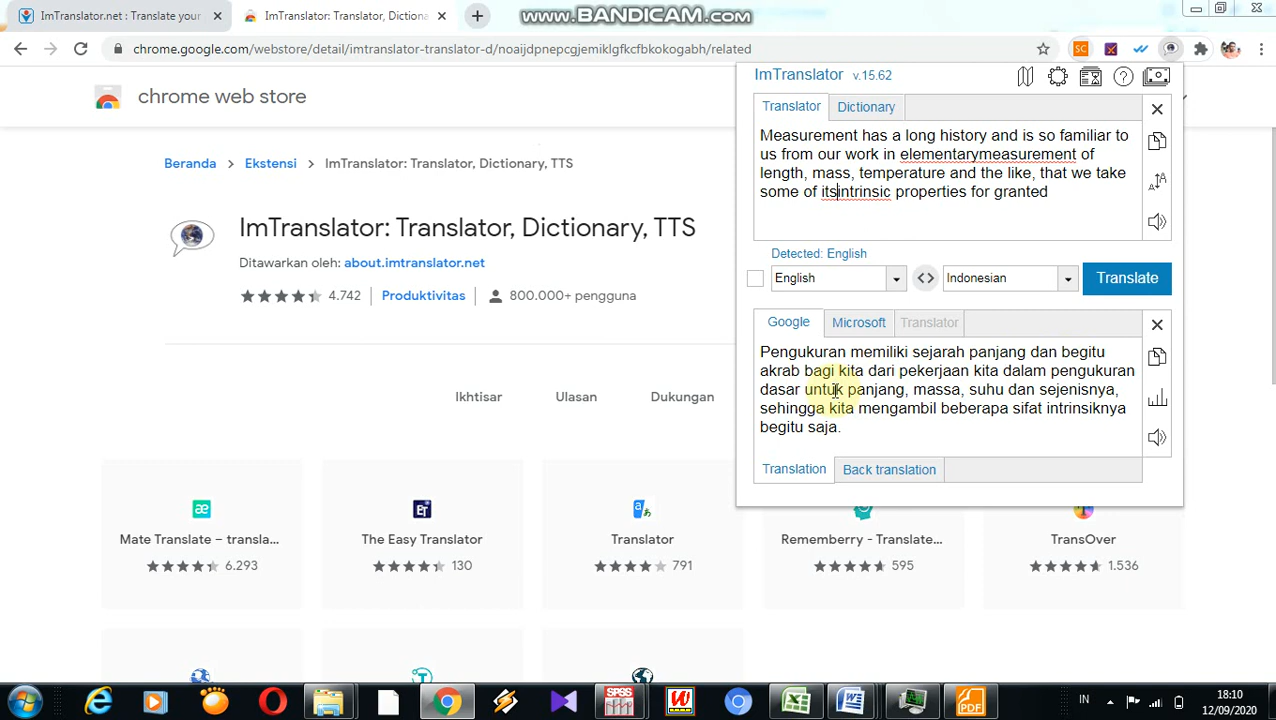 www.BANDICAM.com
ImTranslator.net : Translate your
ImTranslator: Translator, Dictiona
chrome.google.com/webstore/detail/imtranslator-translator-d/noaijdpnepcgjemiklgfkcfbkokogabh/related
SC
chrome web store
Beranda
Ekstensi
ImTranslator: Translator, Dictionary, TTS
ImTranslator: Translator, Dictionary, TTS
Ditawarkan oleh: about.imtranslator.net
4.742
Produktivitas
800.000+ pengguna
Ikhtisar
Ulasan
Dukungan
ImTranslator v.15.62
Translator
Dictionary
Measurement has a long history and is so familiar to
us from our work in elementarymeasurement of
length, mass, temperature and the like, that we take
some of itsintrinsic properties for granted
Detected: English
English
Indonesian
Translate
Google
Microsoft
Translator
Pengukuran memiliki sejarah panjang dan begitu
akrab bagi kita dari pekerjaan kita dalam pengukuran
dasar untuk panjang, massa, suhu dan sejenisnya,
sehingga kita mengambil beberapa sifat intrinsiknya
begitu saja.
Translation
Back translation
Mate Translate – transla...
6.293
The Easy Translator
130
Translator
791
Rememberry - Translate...
595
TransOver
1.536
SPSS
PDF
IN
18:10
12/09/2020